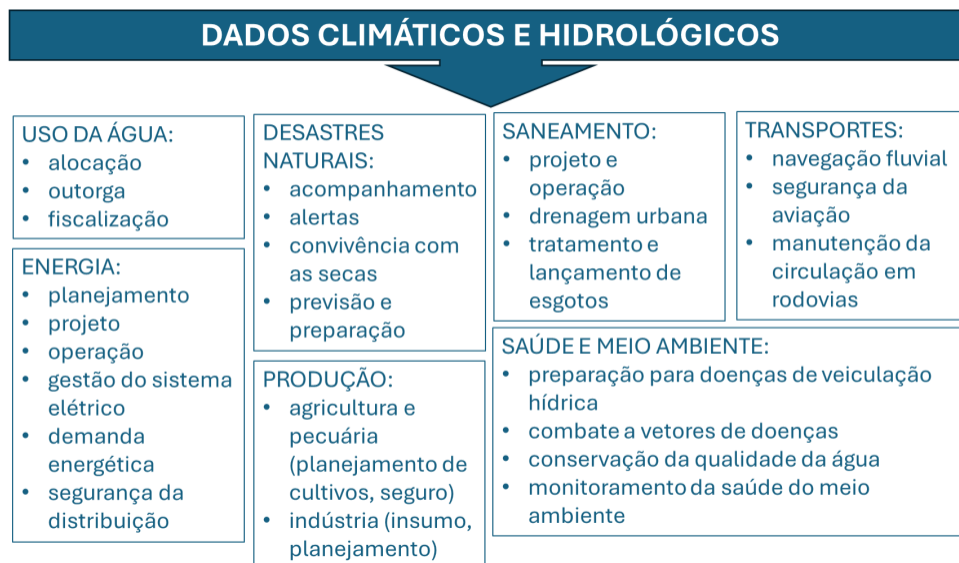 DADOS CLIMÁTICOS E HIDROLÓGICOS
USO DA ÁGUA:
• alocação
• outorga
• fiscalização
ENERGIA:
• planejamento
• projeto
• operação
• gestão do sistema
elétrico
• demanda
energética
• segurança da
distribuição
DESASTRES
NATURAIS:
• acompanhamento
• alertas
• convivência com
as secas
• previsão e
preparação
PRODUÇÃO:
• agricultura e
pecuária
(planejamento de
cultivos, seguro)
• indústria (insumo,
planejamento)
SANEAMENTO:
• projeto e
operação
• drenagem urbana
• tratamento e
lançamento de
esgotos
TRANSPORTES:
• navegação fluvial
• segurança da
aviação
• manutenção da
circulação em
rodovias
SAÚDE E MEIO AMBIENTE:
• preparação para doenças de veiculação
hídrica
• combate a vetores de doenças
• conservação da qualidade da água
• monitoramento da saúde do meio
ambiente